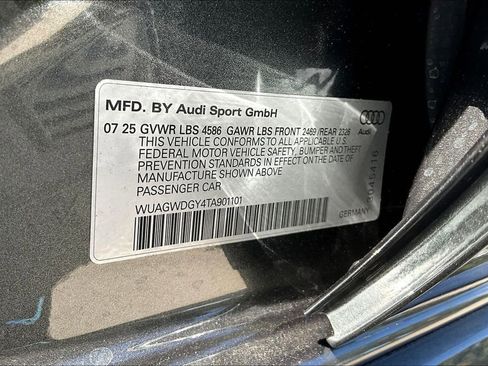 MFD. BY Audi Sport GmbH
07 25 GVWR LBS 4586 GAWR LBS FRONT 2469 /REAR 2326
THIS VEHICLE CONFORMS TO ALL APPLICABLE U.S.
FEDERAL MOTOR VEHICLE SAFETY, BUMPER AND THEFT
PREVENTION STANDARDS IN EFFECT ON THE DATE OF
MANUFACTURE SHOWN ABOVE
PASSENGER CAR
WUAGWDGY4TA901101
Audi
GERMANY